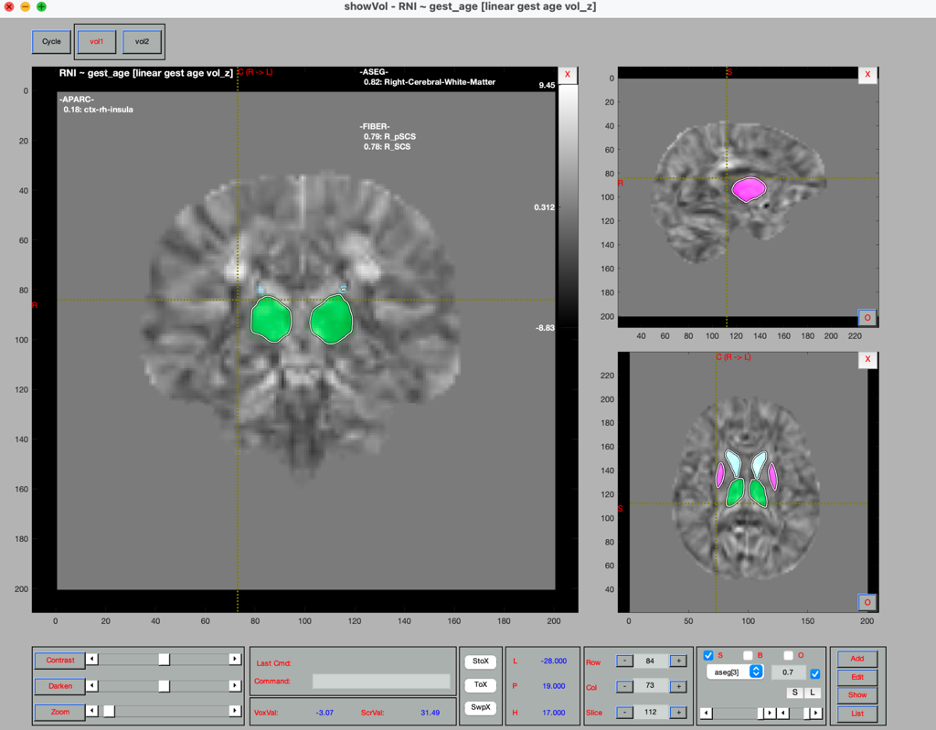 showVol - RNI ~ gest_age [linear gest age vol_z]
Cycle
vol1
vol2
RNI ~ gest_age [linear gest age vol_z]
C (R -> L)
-ASEG-
0.82: Right-Cerebral-White-Matter
X
9.45
-APARC-
0.18: ctx-rh-insula
-FIBER-
0.79: R_pSCS
0.78: R_SCS
0.312
-8.83
R
0
20
40
60
80
100
120
140
160
180
200
0 20 40 60 80 100 120 140 160 180 200
S
X
R
O
0
20
40
60
80
100
120
140
160
180
200
40 60 80 100 120 140 160 180 200 220
C (R -> L)
X
S
O
220
200
180
160
140
120
100
80
60
40
0 50 100 150 200
Contrast
Darken
Zoom
Last Cmd:
Command:
VoxVal: -3.07 ScrVal: 31.49
StoX
ToX
SwpX
L -28.000
P 19.000
H 17.000
Row - 84 +
Col - 73 +
Slice - 112 +
S B O
aseg[3] 0.7
S L
Add
Edit
Show
List